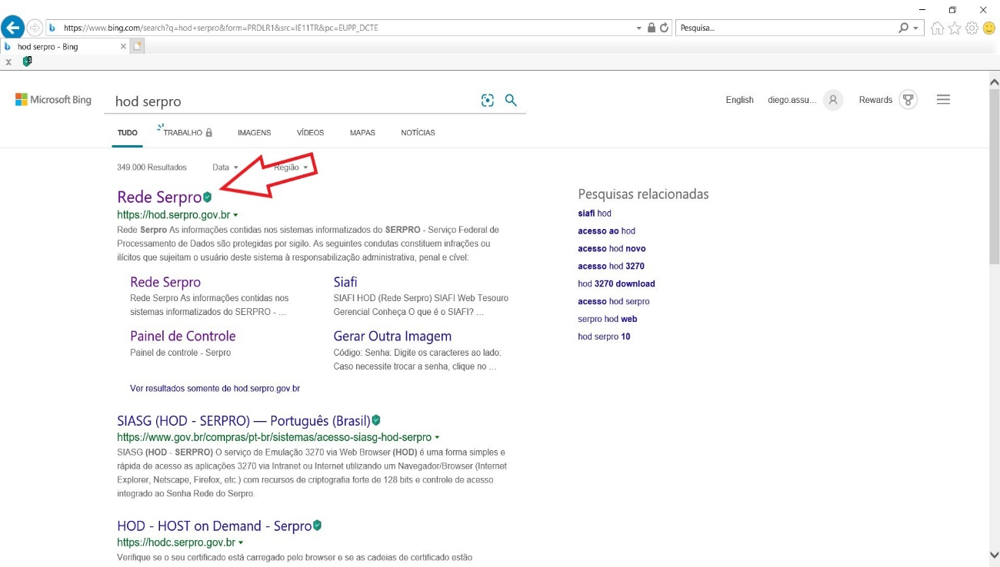 https://www.bing.com/search?q=hod+serpro&form=PRDLR1&src=IE11TR&pc=EUPP_DCTE
Pesquisa...
hod serpro - Bing
Microsoft Bing
hod serpro
English
diego.assu...
Rewards
TUDO
TRABALHO
IMAGENS
VÍDEOS
MAPAS
NOTÍCIAS
349.000 Resultados
Data
Região
Rede Serpro
https://hod.serpro.gov.br
Rede Serpro As informações contidas nos sistemas informatizados do SERPRO - Serviço Federal de
Processamento de Dados são protegidas por sigilo. As seguintes condutas constituem infrações ou
ilícitos que sujeitam o usuário deste sistema à responsabilização administrativa, penal e cível:
Rede Serpro
Rede Serpro As informações contidas nos
sistemas informatizados do SERPRO - ...
Siafi
SIAFI HOD (Rede Serpro) SIAFI Web Tesouro
Gerencial Conheça O que é o SIAFI? ...
Painel de Controle
Painel de controle - Serpro
Gerar Outra Imagem
Código: Senha: Digite os caracteres ao lado:
Caso necessite trocar a senha, clique no ...
Ver resultados somente de hod.serpro.gov.br
SIASG (HOD - SERPRO) — Português (Brasil)
https://www.gov.br/compras/pt-br/sistemas/acesso-siasg-hod-serpro
SIASG (HOD - SERPRO) O serviço de Emulação 3270 via Web Browser (HOD) é uma forma simples e
rápida de acesso as aplicações 3270 via Intranet ou Internet utilizando um Navegador/Browser (Internet
Explorer, Netscape, Firefox, etc.) com recursos de criptografia forte de 128 bits e controle de acesso
integrado ao Senha Rede do Serpro.
HOD - HOST on Demand - Serpro
https://hodc.serpro.gov.br
Verifique se o seu certificado está carregado pelo browser e se as cadeias de certificado estão
Pesquisas relacionadas
siafi hod
acesso ao hod
acesso hod novo
acesso hod 3270
hod 3270 download
acesso hod serpro
serpro hod web
hod serpro 10